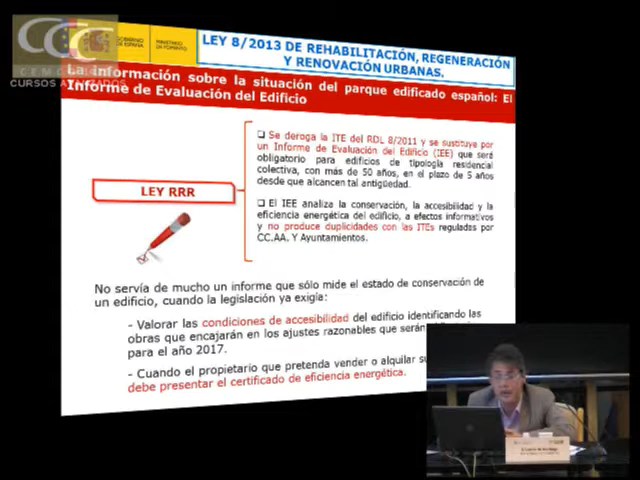 CCC
GOBIERNO
DE ESPAÑA
MINISTERIO
DE FOMENTO
CURSOS
LEY 8/2013 DE REHABILITACIÓN, REGENERACIÓN
Y RENOVACIÓN URBANAS.
La información sobre la situación del parque edificado español: El
Informe de Evaluación del Edificio
❑ Se deroga la ITE del RDL 8/2011 y se sustituye por
un Informe de Evaluación del Edificio (IEE) que será
obligatorio para edificios de tipología residencial
colectiva, con más de 50 años, en el plazo de 5 años
desde que alcancen tal antigüedad.
LEY RRR
❑ El IEE analiza la conservación, la accesibilidad y la
eficiencia energética del edificio, a efectos informativos
y no produce duplicidades con las ITEs reguladas por
CC.AA. Y Ayuntamientos.
No servía de mucho un informe que sólo mide el estado de conservación de
un edificio, cuando la legislación ya exigía:
- Valorar las condiciones de accesibilidad del edificio identificando las
obras que encajarán en los ajustes razonables que serán
para el año 2017.
- Cuando el propietario que pretenda vender o alquilar su
debe presentar el certificado de eficiencia energética.